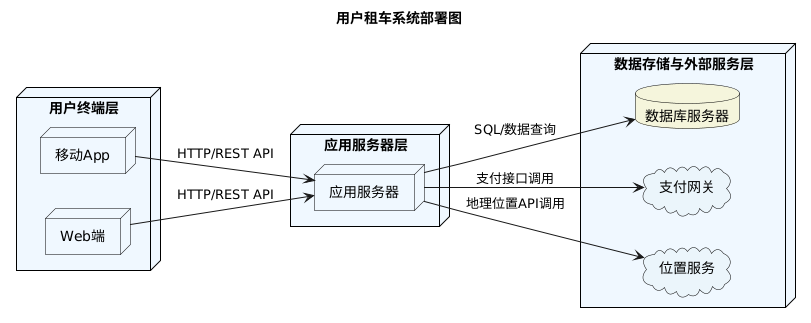 用户租车系统部署图
用户终端层
移动App
Web端
HTTP/REST API
HTTP/REST API
应用服务器层
应用服务器
SQL/数据查询
支付接口调用
地理位置API调用
数据存储与外部服务层
数据库服务器
支付网关
位置服务